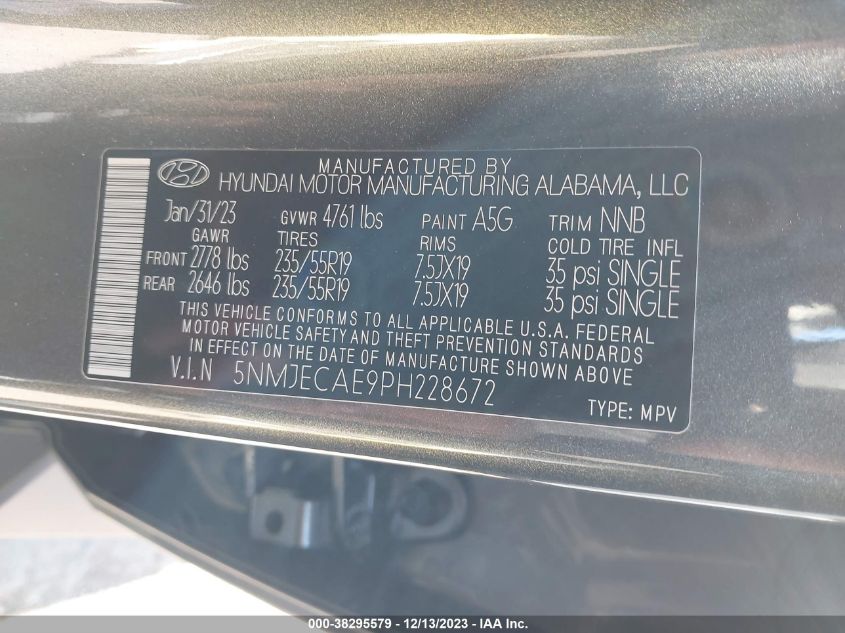 MANUFACTURED BY
HYUNDAI MOTOR MANUFACTURING ALABAMA, LLC
Jan/31/23 GVWR 4761 lbs PAINT A5G TRIM NNB
GAWR TIRES RIMS COLD TIRE INFL
FRONT 2778 lbs 235/55R19 7.5JX19 35 psi SINGLE
REAR 2646 lbs 235/55R19 7.5JX19 35 psi SINGLE
THIS VEHICLE CONFORMS TO ALL APPLICABLE U.S.A. FEDERAL
MOTOR VEHICLE SAFETY AND THEFT PREVENTION STANDARDS
IN EFFECT ON THE DATE OF MANUFACTURE SHOWN ABOVE
V.I.N 5NMJECAE9PH228672
TYPE: MPV
000-38295579 - 12/13/2023 - Copyright 2023 IAA, Inc.